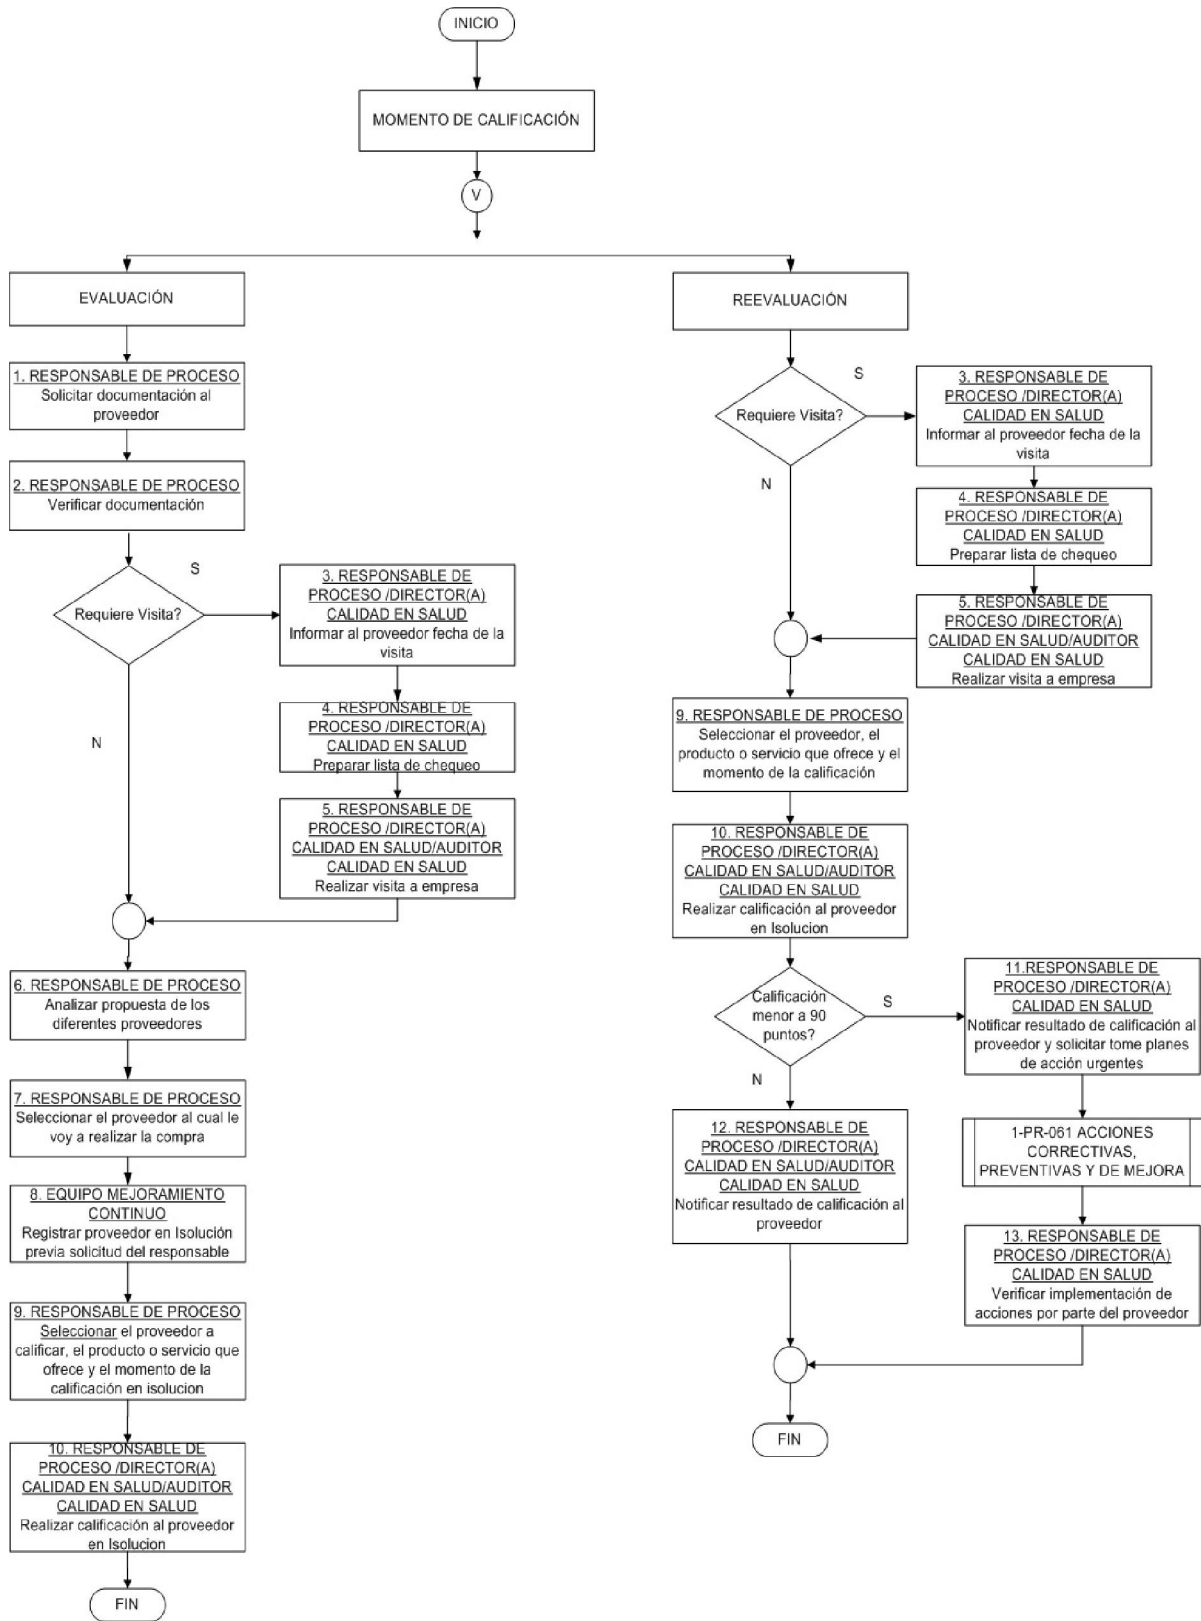 INICIO
MOMENTO DE CALIFICACIÓN
V
EVALUACIÓN
1. RESPONSABLE DE PROCESO
Solicitar documentación al
proveedor
2. RESPONSABLE DE PROCESO
Verificar documentación
Requiere Visita?
S
N
3. RESPONSABLE DE
PROCESO /DIRECTOR(A)
CALIDAD EN SALUD
Informar al proveedor fecha de la
visita
4. RESPONSABLE DE
PROCESO /DIRECTOR(A)
CALIDAD EN SALUD
Preparar lista de chequeo
5. RESPONSABLE DE
PROCESO /DIRECTOR(A)
CALIDAD EN SALUD/AUDITOR
CALIDAD EN SALUD
Realizar visita a empresa
6. RESPONSABLE DE PROCESO
Analizar propuesta de los
diferentes proveedores
7. RESPONSABLE DE PROCESO
Seleccionar el proveedor al cual le
voy a realizar la compra
8. EQUIPO MEJORAMIENTO
CONTINUO
Registrar proveedor en Isolución
previa solicitud del responsable
9. RESPONSABLE DE PROCESO
Seleccionar el proveedor a
calificar, el producto o servicio que
ofrece y el momento de la
calificación en isolucion
10. RESPONSABLE DE
PROCESO /DIRECTOR(A)
CALIDAD EN SALUD/AUDITOR
CALIDAD EN SALUD
Realizar calificación al proveedor
en Isolucion
FIN
REEVALUACIÓN
Requiere Visita?
S
N
3. RESPONSABLE DE
PROCESO /DIRECTOR(A)
CALIDAD EN SALUD
Informar al proveedor fecha de la
visita
4. RESPONSABLE DE
PROCESO /DIRECTOR(A)
CALIDAD EN SALUD
Preparar lista de chequeo
5. RESPONSABLE DE
PROCESO /DIRECTOR(A)
CALIDAD EN SALUD/AUDITOR
CALIDAD EN SALUD
Realizar visita a empresa
9. RESPONSABLE DE PROCESO
Seleccionar el proveedor, el
producto o servicio que ofrece y el
momento de la calificación
10. RESPONSABLE DE
PROCESO /DIRECTOR(A)
CALIDAD EN SALUD/AUDITOR
CALIDAD EN SALUD
Realizar calificación al proveedor
en Isolucion
Calificación
menor a 90
puntos?
S
N
11.RESPONSABLE DE
PROCESO /DIRECTOR(A)
CALIDAD EN SALUD
Notificar resultado de calificación al
proveedor y solicitar tome planes
de acción urgentes
1-PR-061 ACCIONES
CORRECTIVAS,
PREVENTIVAS Y DE MEJORA
12. RESPONSABLE DE
PROCESO /DIRECTOR(A)
CALIDAD EN SALUD/AUDITOR
CALIDAD EN SALUD
Notificar resultado de calificación al
proveedor
13. RESPONSABLE DE
PROCESO /DIRECTOR(A)
CALIDAD EN SALUD
Verificar implementación de
acciones por parte del proveedor
FIN